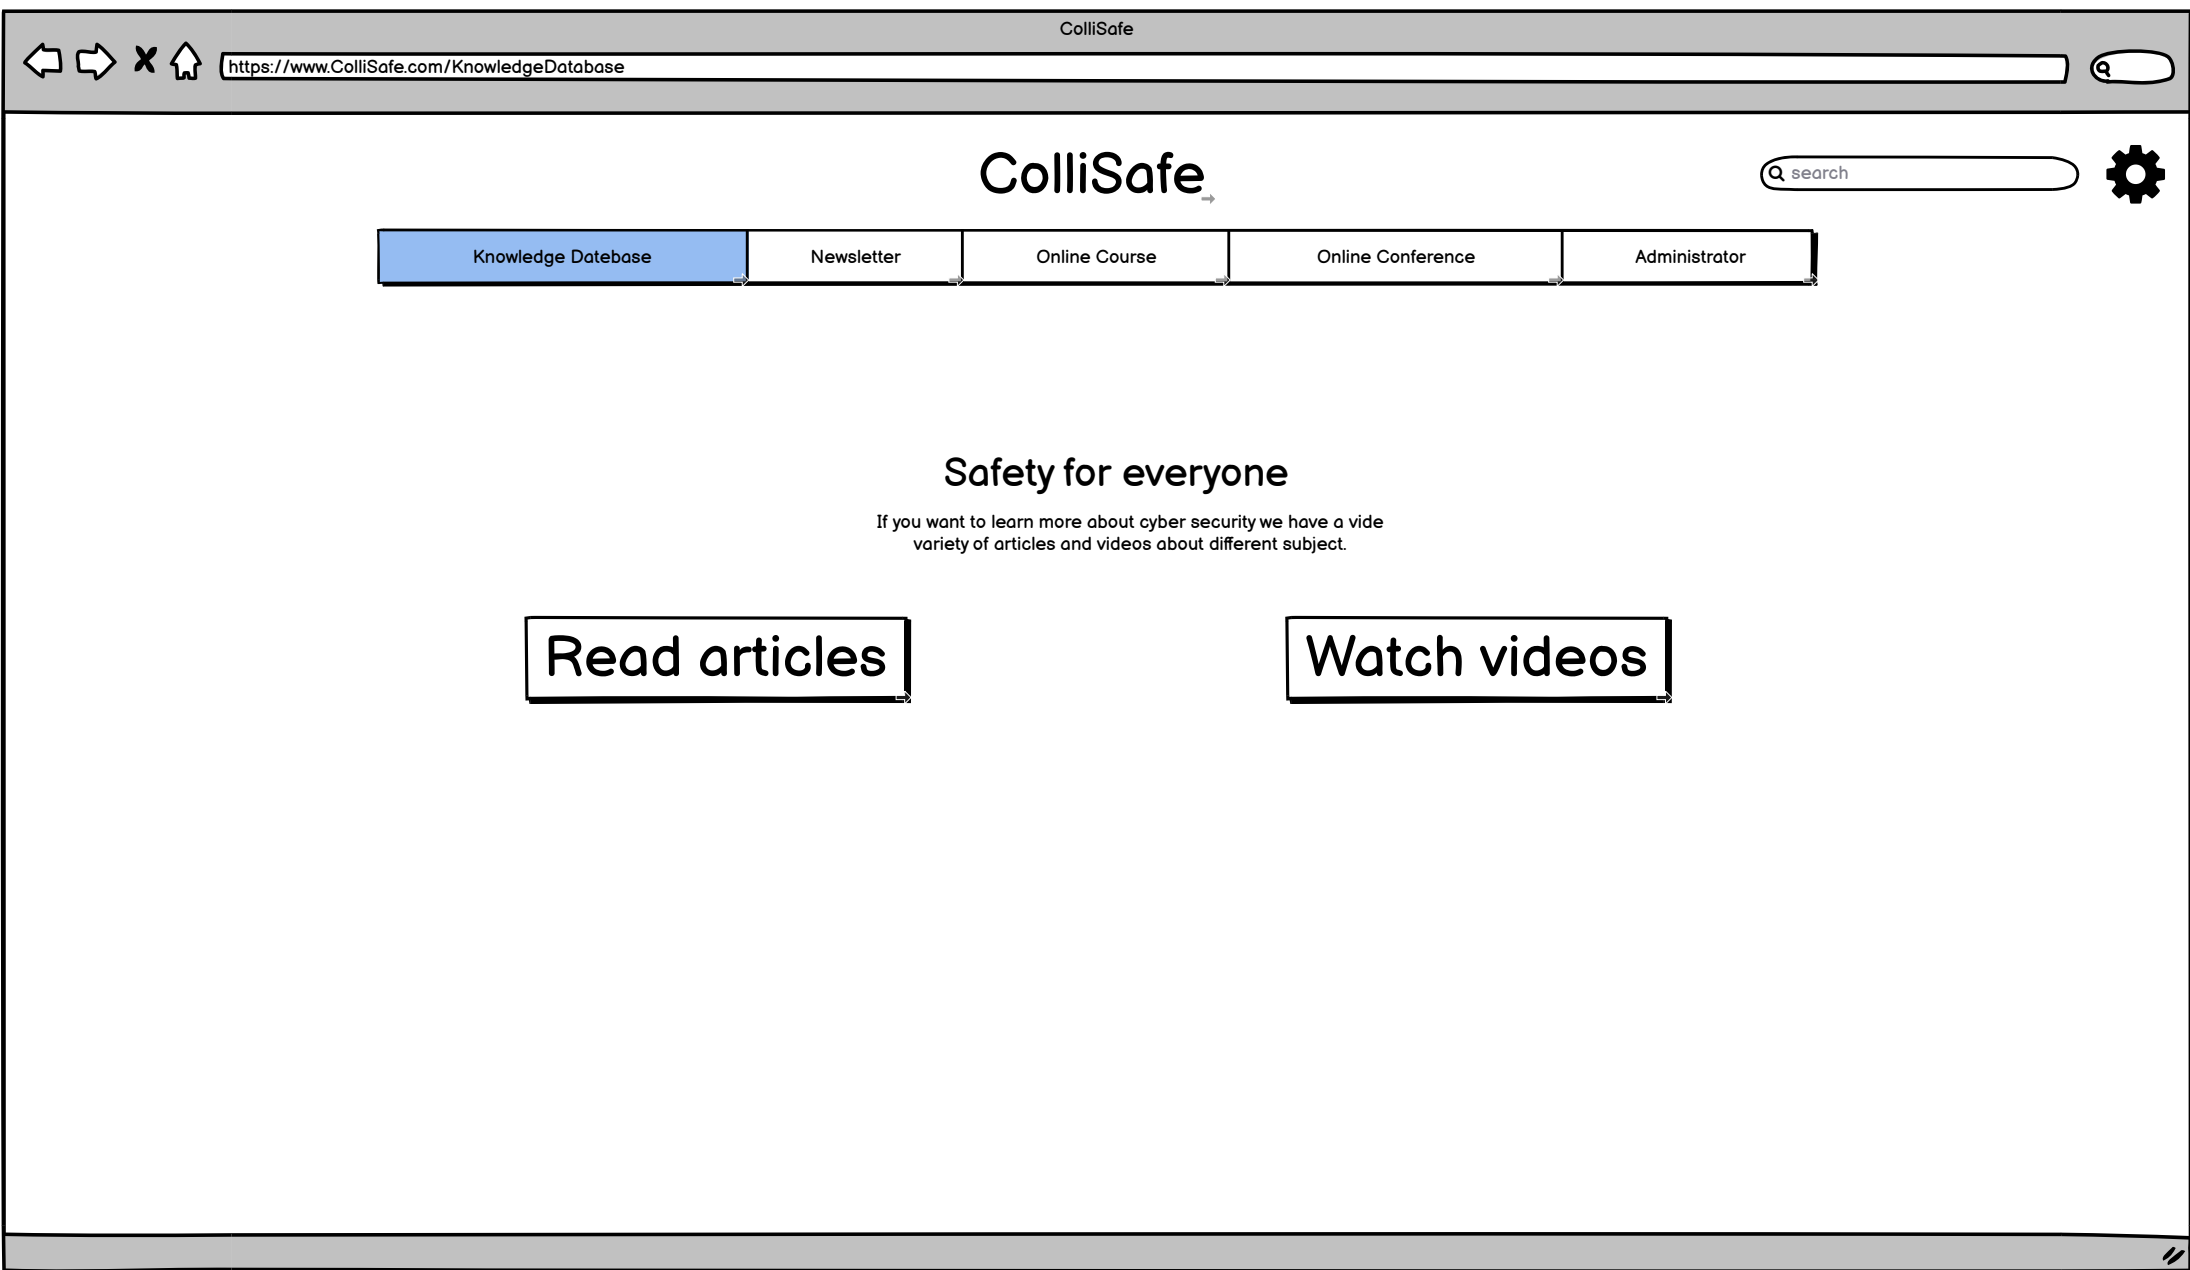 ColliSafe
https://www.ColliSafe.com/KnowledgeDatabase
ColliSafe
search
Knowledge Datebase
Newsletter
Online Course
Online Conference
Administrator
Safety for everyone
If you want to learn more about cyber security we have a vide
variety of articles and videos about different subject.
Read articles
Watch videos